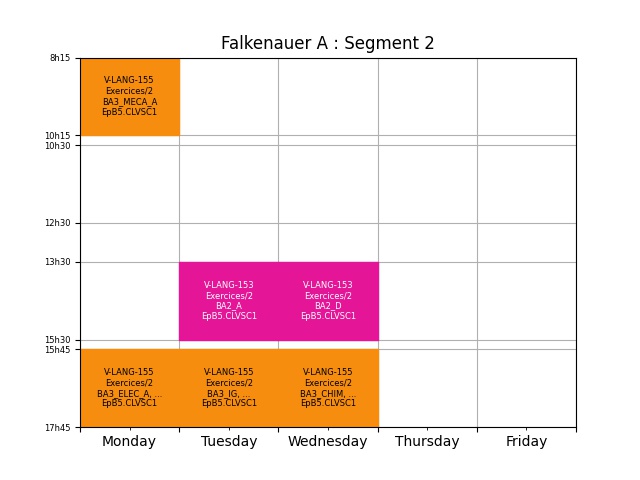 Falkenauer A : Segment 2
8h15
V-LANG-155
Exercices/2
BA3_MECA_A
EpB5.CLVSC1
10h15
10h30
12h30
13h30
V-LANG-153
Exercices/2
BA2_A
EpB5.CLVSC1
V-LANG-153
Exercices/2
BA2_D
EpB5.CLVSC1
15h30
15h45
V-LANG-155
Exercices/2
BA3_ELEC_A, ...
EpB5.CLVSC1
V-LANG-155
Exercices/2
BA3_IG, ...
EpB5.CLVSC1
V-LANG-155
Exercices/2
BA3_CHIM, ...
EpB5.CLVSC1
17h45
Monday Tuesday Wednesday Thursday Friday